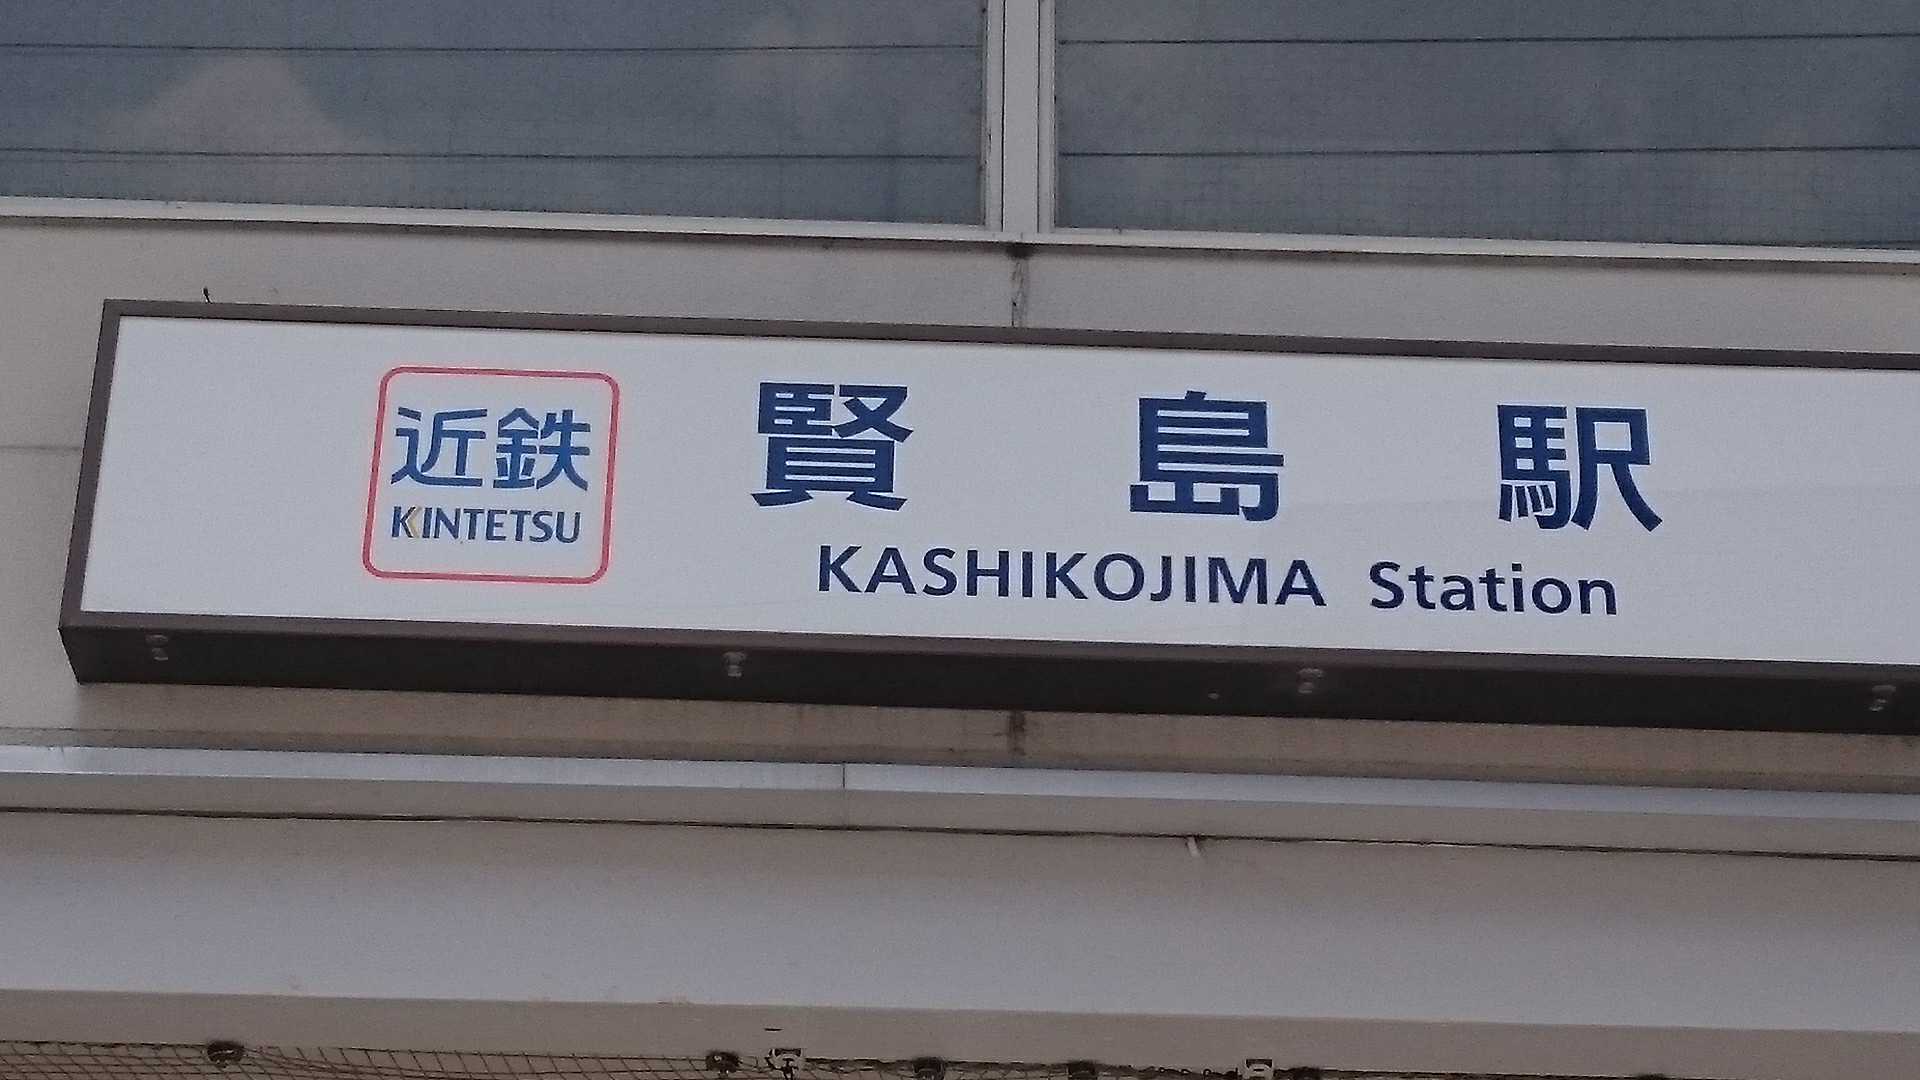 近鉄
KINTETSU
賢島駅
KASHIKOJIMA Station